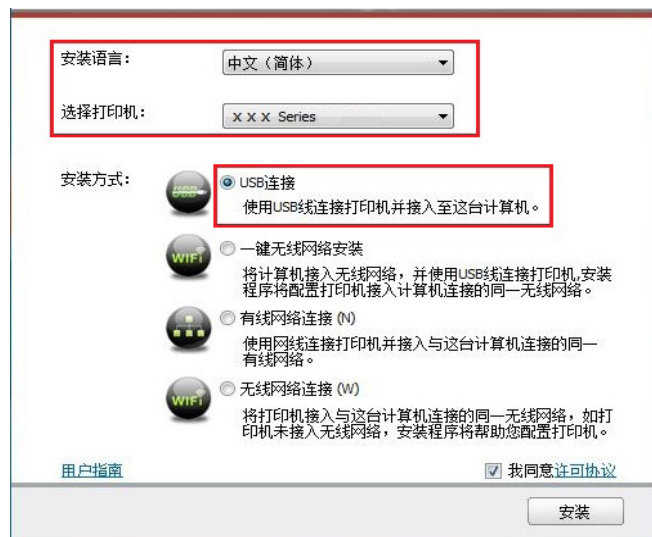 安装语言：
中文（简体）
选择打印机：
X X X Series
安装方式：
USB连接
使用USB线连接打印机并接入至这台计算机。
一键无线网络安装
将计算机接入无线网络，并使用USB线连接打印机,安装
程序将配置打印机接入计算机连接的同一无线网络。
有线网络连接 (N)
使用网线连接打印机并接入与这台计算机连接的同一
有线网络。
无线网络连接 (W)
将打印机接入与这台计算机连接的同一无线网络，如打
印机未接入无线网络，安装程序将帮助您配置打印机。
USB
WIFI
WIFI
用户指南
我同意许可协议
安装